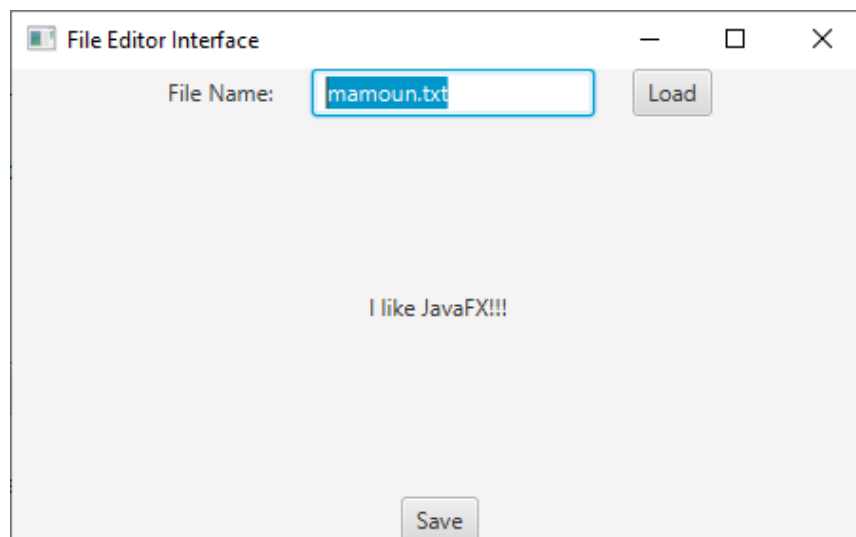 File Editor Interface
File Name: mamoun.txt Load
I like JavaFX!!!
Save